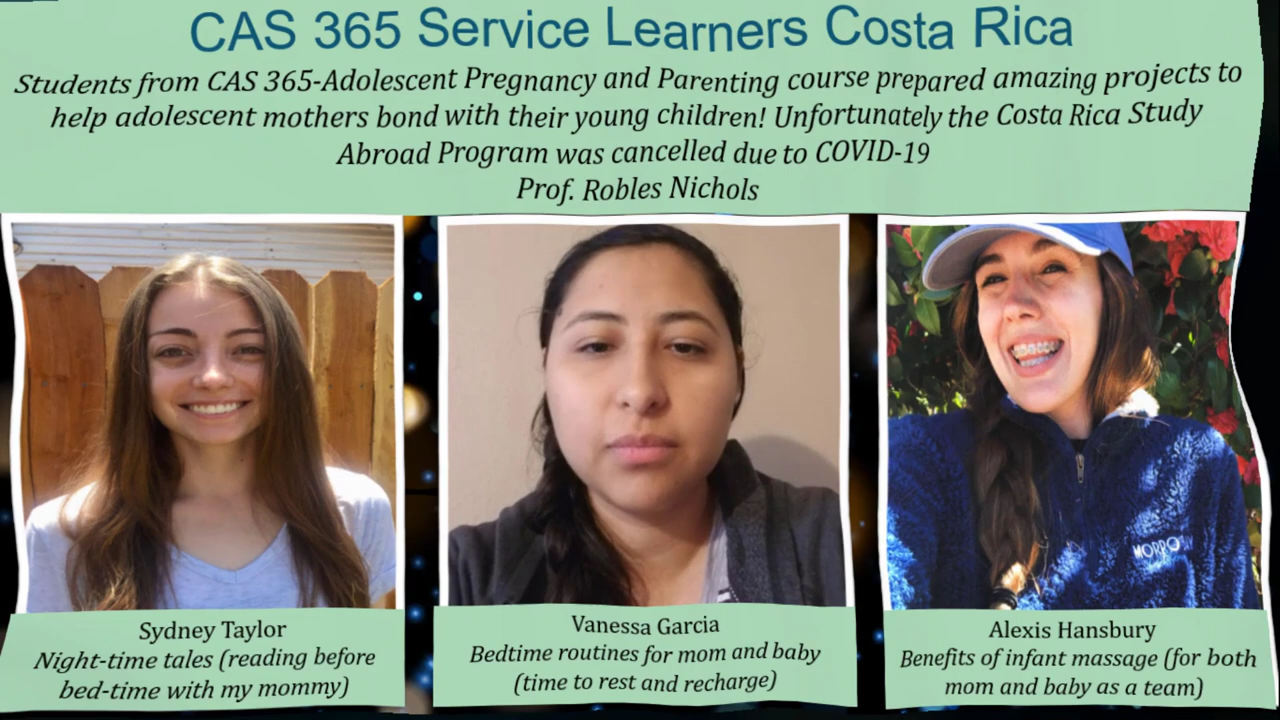 CAS 365 Service Learners Costa Rica
Students from CAS 365-Adolescent Pregnancy and Parenting course prepared amazing projects to
help adolescent mothers bond with their young children! Unfortunately the Costa Rica Study
Abroad Program was cancelled due to COVID-19
Prof. Robles Nichols
MORRO
Sydney Taylor
Night-time tales (reading before
bed-time with my mommy)
Vanessa Garcia
Bedtime routines for mom and baby
(time to rest and recharge)
Alexis Hansbury
Benefits of infant massage (for both
mom and baby as a team)